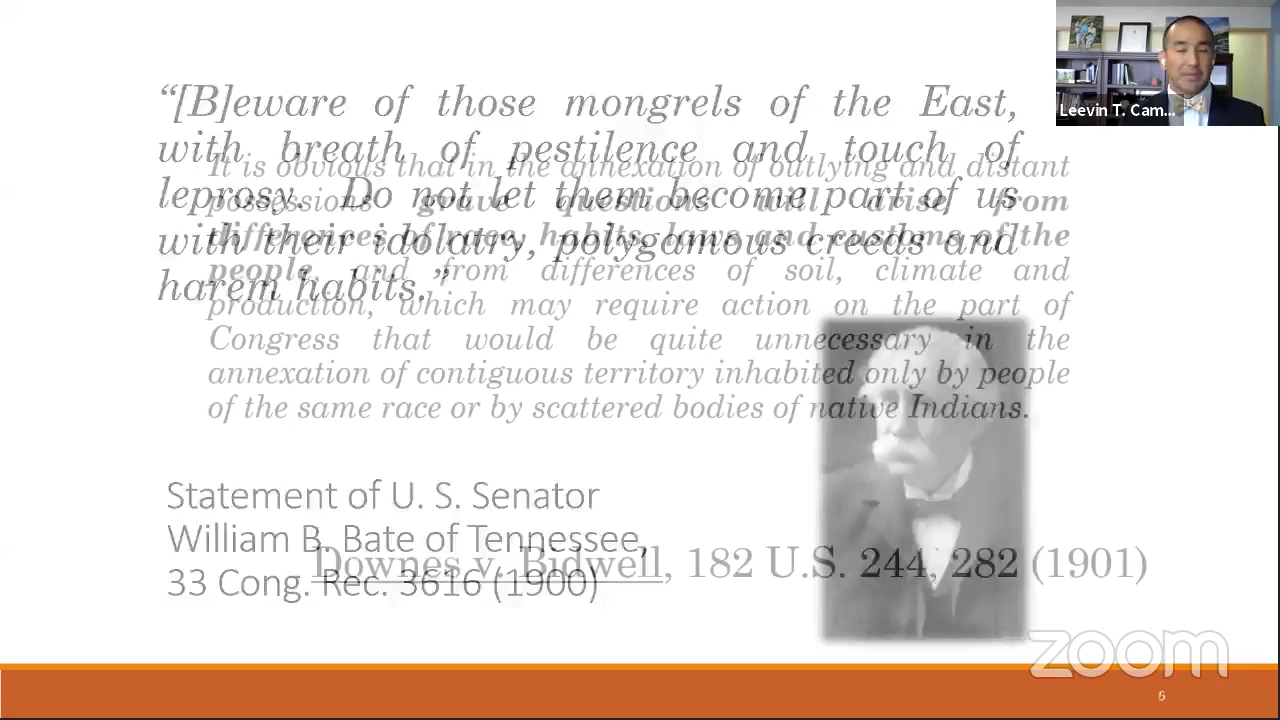 “[B]eware of those mongrels of the East,
with breath of pestilence and touch of
leprosy. Do not let them become part of us
with their idolatry, polygamous creeds and
harem habits.”
It is obvious that in the annexation of outlying and distant
possessions grave questions will arise from
differences of race, habits, laws and customs of the
people, and from differences of soil, climate and
production, which may require action on the part of
Congress that would be quite unnecessary in the
annexation of contiguous territory inhabited only by people
of the same race or by scattered bodies of native Indians.
Statement of U. S. Senator
William B. Bate of Tennessee,
33 Cong. Rec. 3616 (1900)
Downes v. Bidwell, 182 U.S. 244, 282 (1901)
Leevin T. Cam...
zoom
6